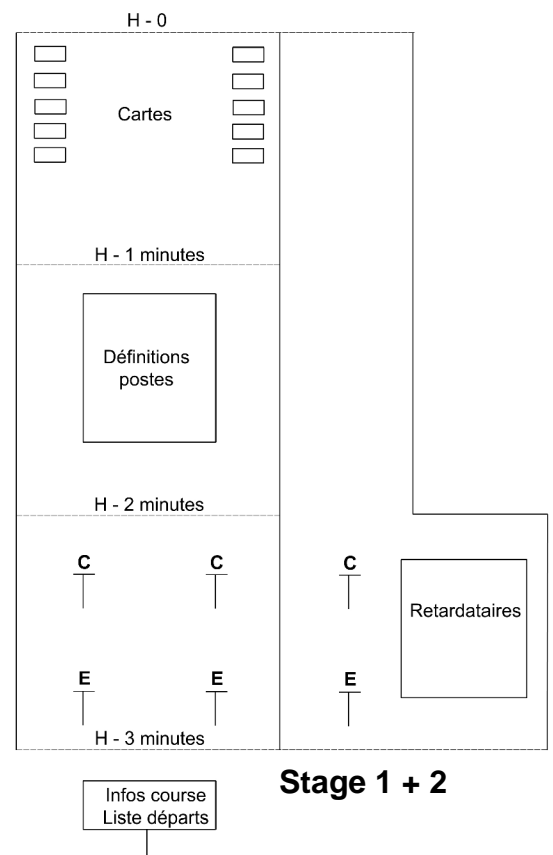 H - 0
Cartes
H - 1 minutes
Définitions
postes
H - 2 minutes
C C C
Retardataires
E E E
H - 3 minutes
Stage 1 + 2
Infos course
Liste départs